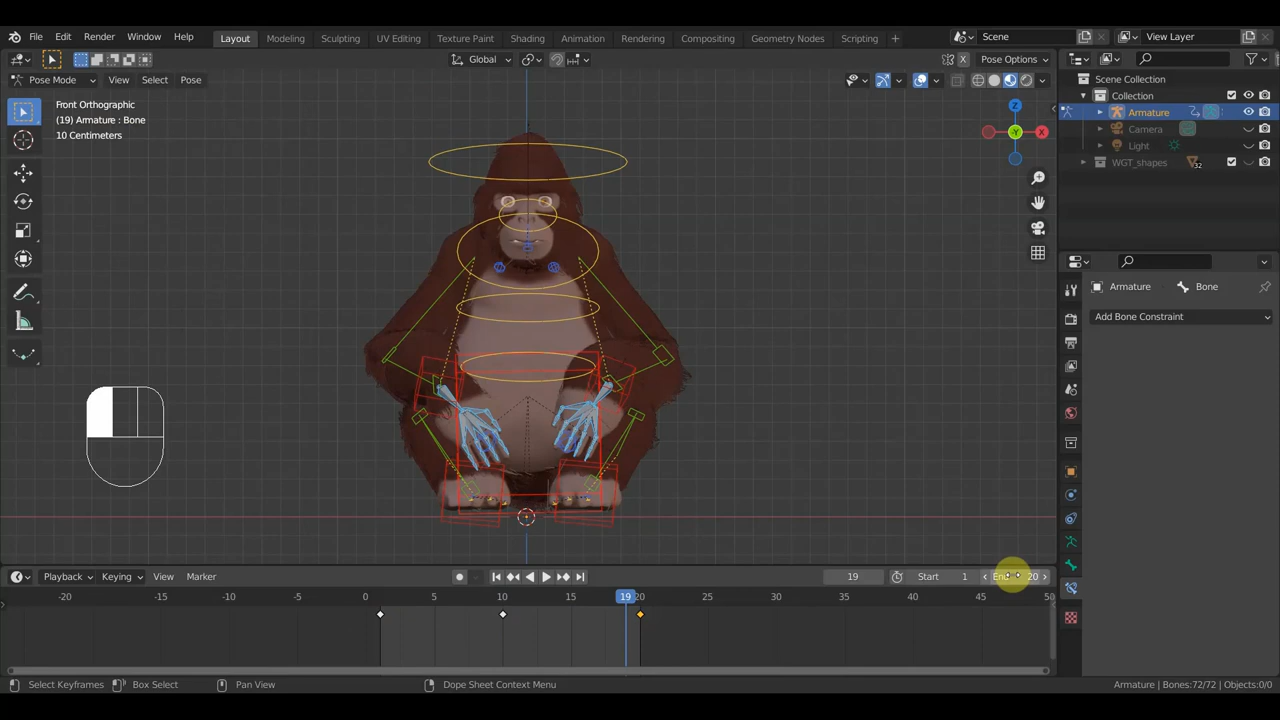 File Edit Render Window Help Layout Modeling Sculpting UV Editing Texture Paint Shading Animation Rendering Compositing Geometry Nodes Scripting + Scene View Layer
Global Pose Options
Pose Mode View Select Pose
Front Orthographic
(19) Armature : Bone
10 Centimeters
Z
X
-Y
Scene Collection
Collection
Armature
Camera
Light
WGT_shapes 32
Armature Bone
Add Bone Constraint
Playback Keying View Marker 19 Start 1 End 20
-20 -15 -10 -5 5 10 15 19 20 25 30 35 40 45 50
Select Keyframes Box Select Pan View Dope Sheet Context Menu Armature | Bones:72/72 | Objects:0/0